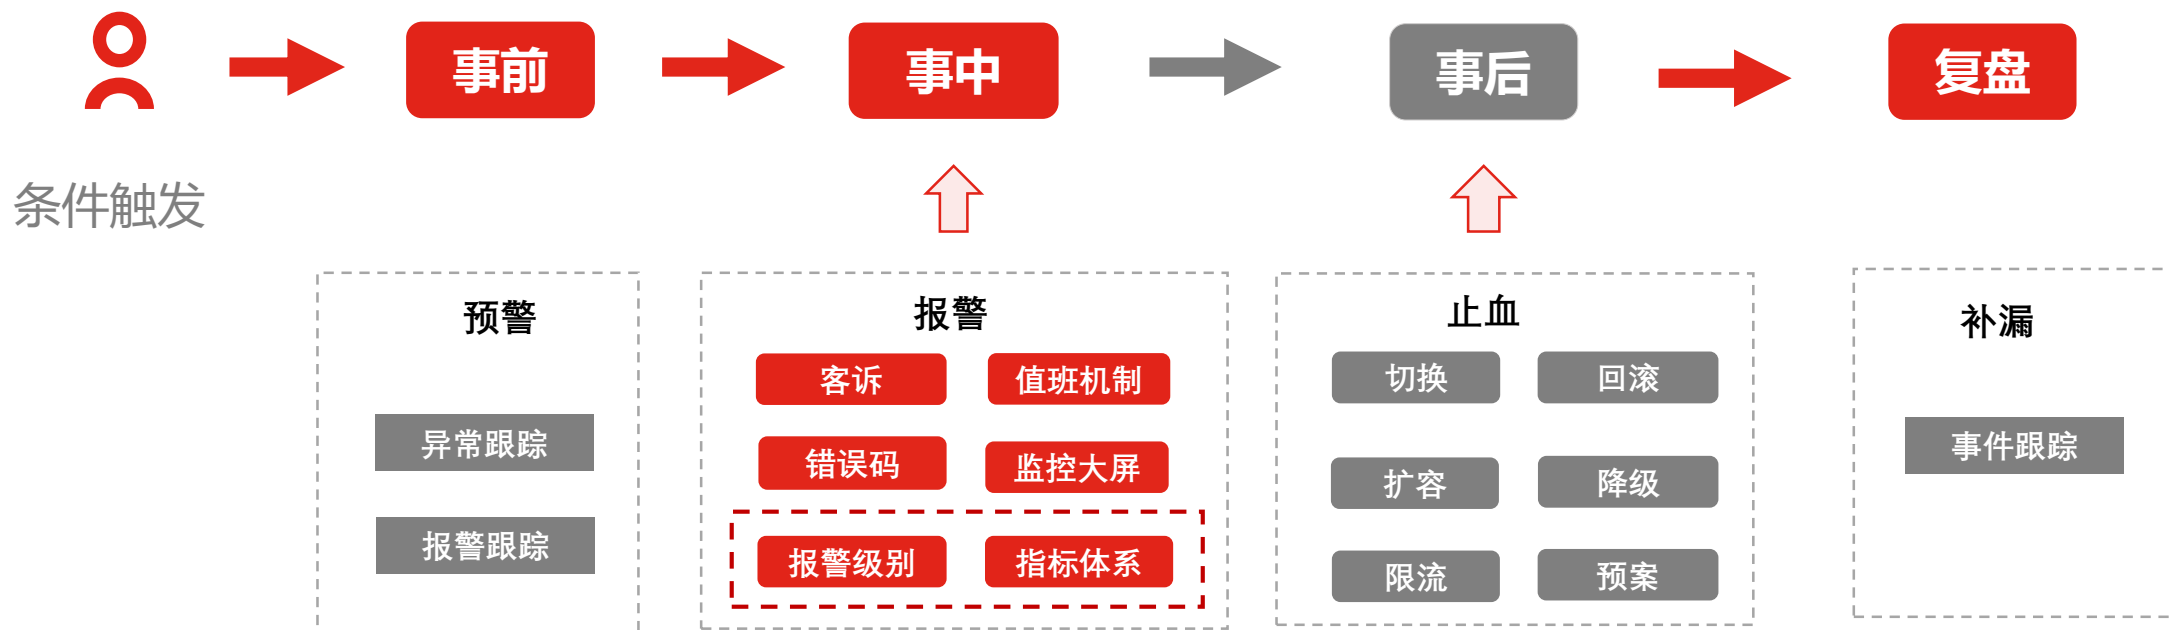 事前
事中
事后
复盘
条件触发
预警
异常跟踪
报警跟踪
报警
客诉
值班机制
错误码
监控大屏
报警级别
指标体系
止血
切换
回滚
扩容
降级
限流
预案
补漏
事件跟踪